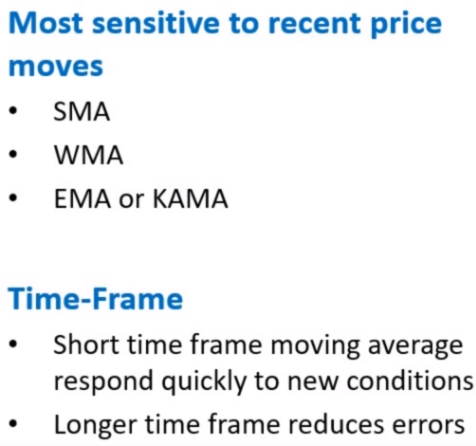 Most sensitive to recent price
moves
• SMA
• WMA
• EMA or KAMA
Time-Frame
• Short time frame moving average
respond quickly to new conditions
• Longer time frame reduces errors